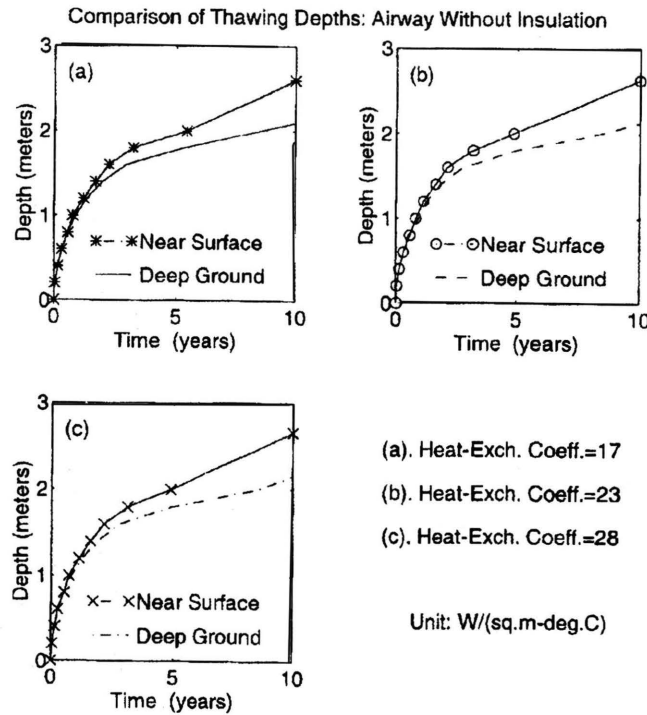 Comparison of Thawing Depths: Airway Without Insulation
3
(a)
2
1
0
Depth (meters)
Near Surface
Deep Ground
0
5
10
Time (years)
3
(b)
2
1
0
Depth (meters)
Near Surface
Deep Ground
0
5
10
Time (years)
3
(c)
2
1
0
Depth (meters)
Near Surface
Deep Ground
0
5
10
Time (years)
(a). Heat-Exch. Coeff.=17
(b). Heat-Exch. Coeff.=23
(c). Heat-Exch. Coeff.=28
Unit: W/(sq.m-deg.C)